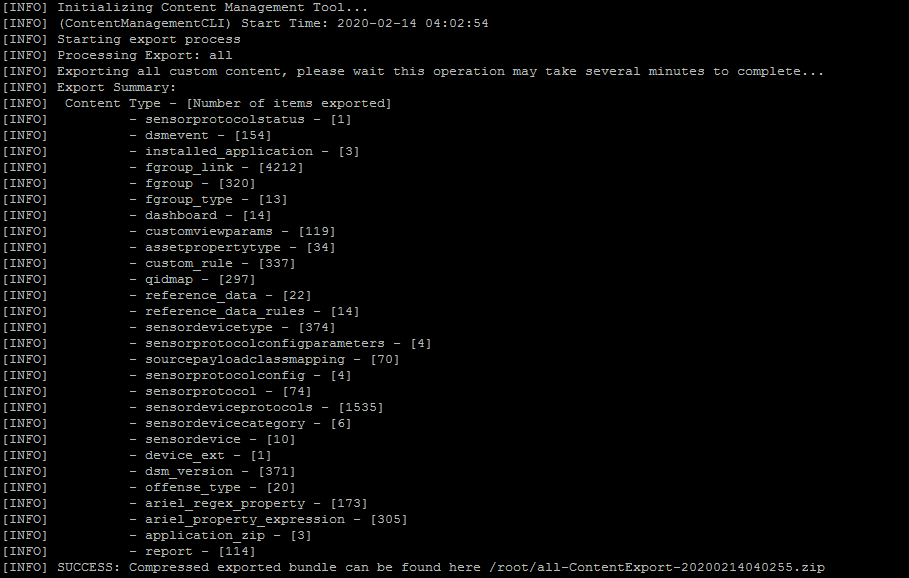 [INFO] Initializing Content Management Tool...
[INFO] (ContentManagementCLI) Start Time: 2020-02-14 04:02:54
[INFO] Starting export process
[INFO] Processing Export: all
[INFO] Exporting all custom content, please wait this operation may take several minutes to complete...
[INFO] Export Summary:
[INFO]  Content Type - [Number of items exported]
[INFO]          - sensorprotocolstatus - [1]
[INFO]          - dsmevent - [154]
[INFO]          - installed_application - [3]
[INFO]          - fgroup_link - [4212]
[INFO]          - fgroup - [320]
[INFO]          - fgroup_type - [13]
[INFO]          - dashboard - [14]
[INFO]          - customviewparams - [119]
[INFO]          - assetpropertytype - [34]
[INFO]          - custom_rule - [337]
[INFO]          - qidmap - [297]
[INFO]          - reference_data - [22]
[INFO]          - reference_data_rules - [14]
[INFO]          - sensordevicetype - [374]
[INFO]          - sensorprotocolconfigparameters - [4]
[INFO]          - sourcepayloadclassmapping - [70]
[INFO]          - sensorprotocolconfig - [4]
[INFO]          - sensorprotocol - [74]
[INFO]          - sensordeviceprotocols - [1535]
[INFO]          - sensordevicecategory - [6]
[INFO]          - sensordevice - [10]
[INFO]          - device_ext - [1]
[INFO]          - dsm_version - [371]
[INFO]          - offense_type - [20]
[INFO]          - ariel_regex_property - [173]
[INFO]          - ariel_property_expression - [305]
[INFO]          - application_zip - [3]
[INFO]          - report - [114]
[INFO] SUCCESS: Compressed exported bundle can be found here /root/all-ContentExport-20200214040255.zip